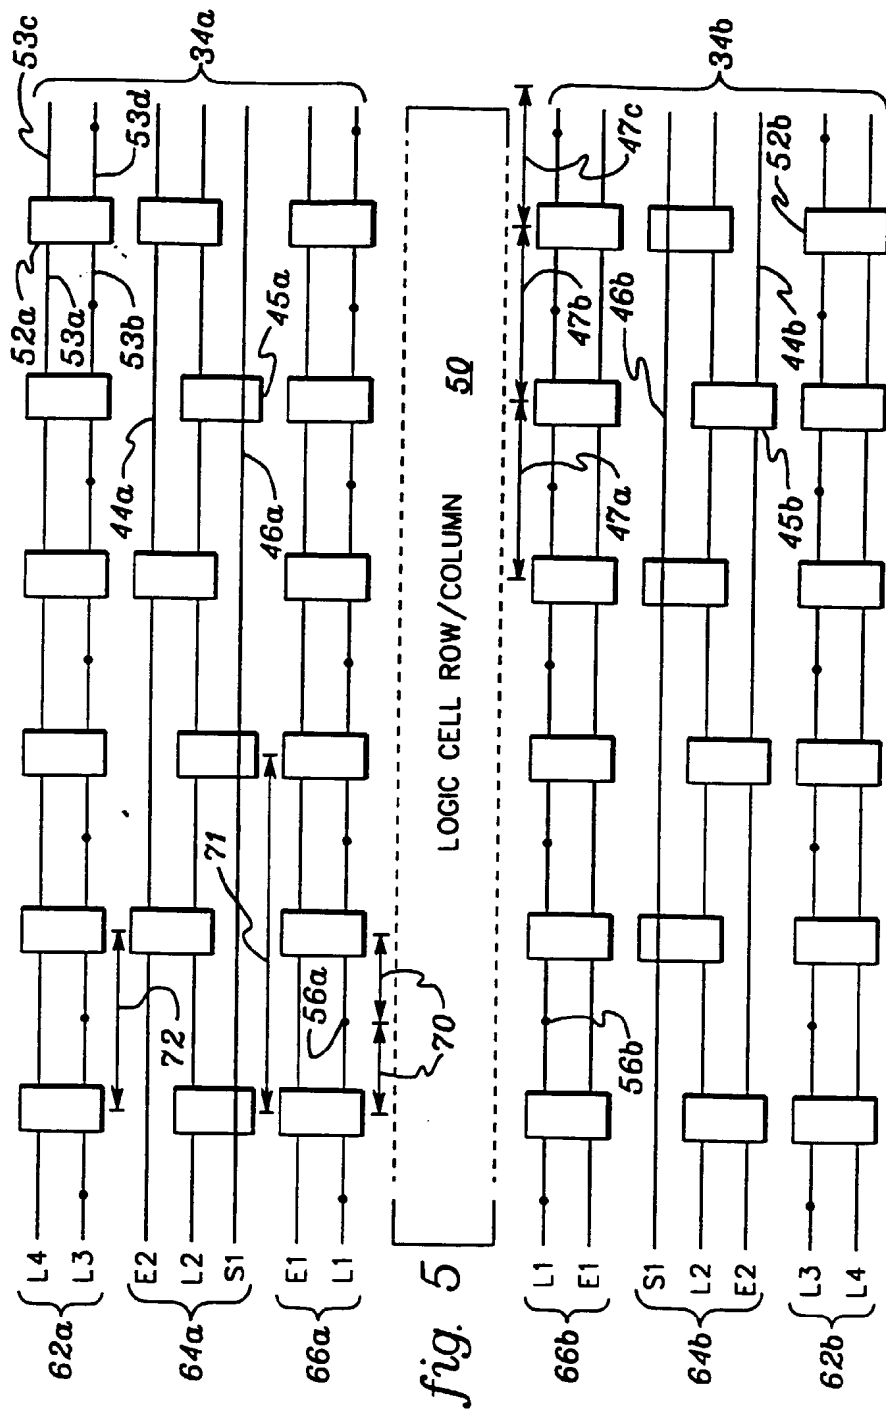 53c
53d
34a
52a
53a
53b
45a
44a
46a
71
72
56a
70
62a
L4
L3
64a
E2
L2
S1
66a
E1
L1
LOGIC CELL ROW/COLUMN
50
fig. 5
34b
47c
52b
47b
46b
44b
47a
45b
56b
66b
L1
E1
64b
S1
L2
E2
62b
L3
L4